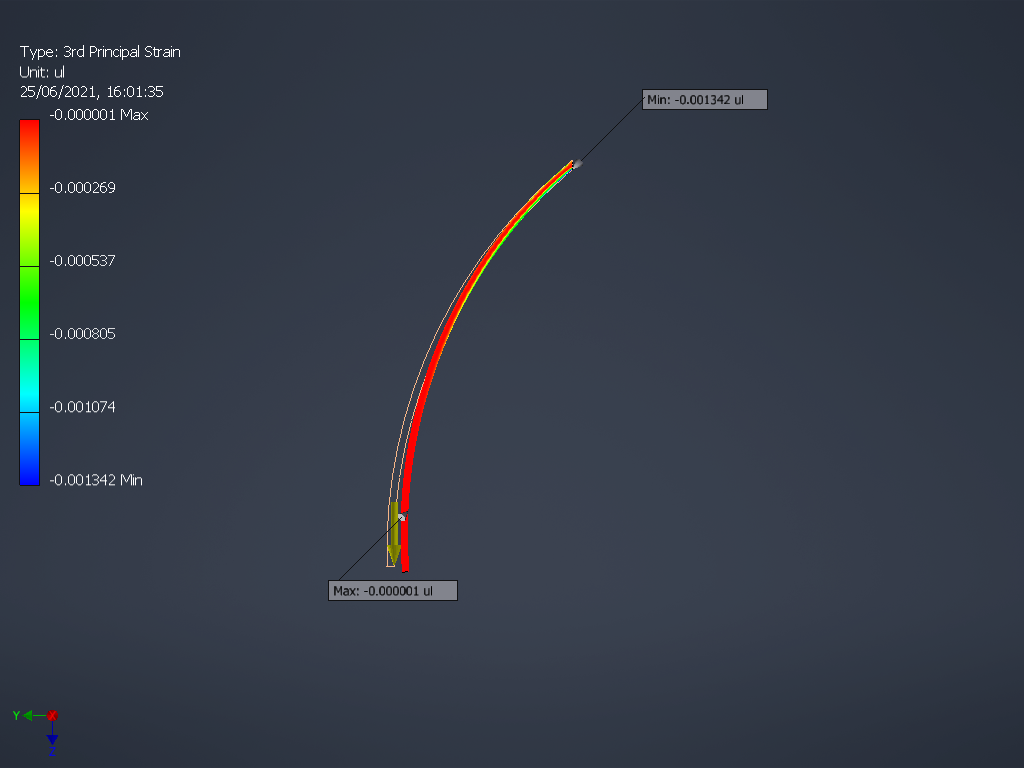 Type: 3rd Principal Strain
Unit: ul
25/06/2021, 16:01:35
-0.000001 Max
-0.000269
-0.000537
-0.000805
-0.001074
-0.001342 Min
Min: -0.001342 ul
Max: -0.000001 ul
Y
X
Z